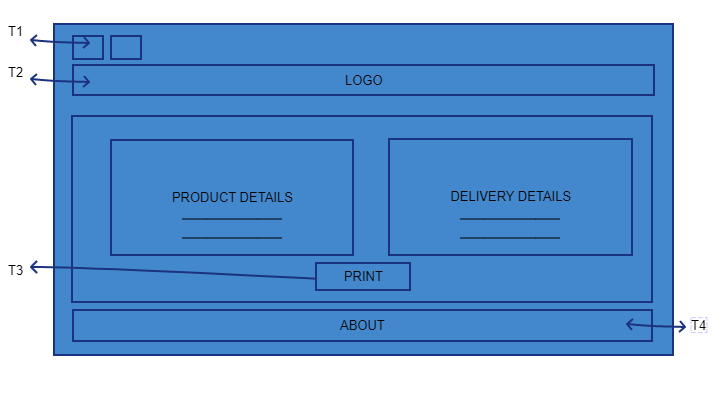 T1
T2
LOGO
PRODUCT DETAILS
DELIVERY DETAILS
T3
PRINT
ABOUT
T4